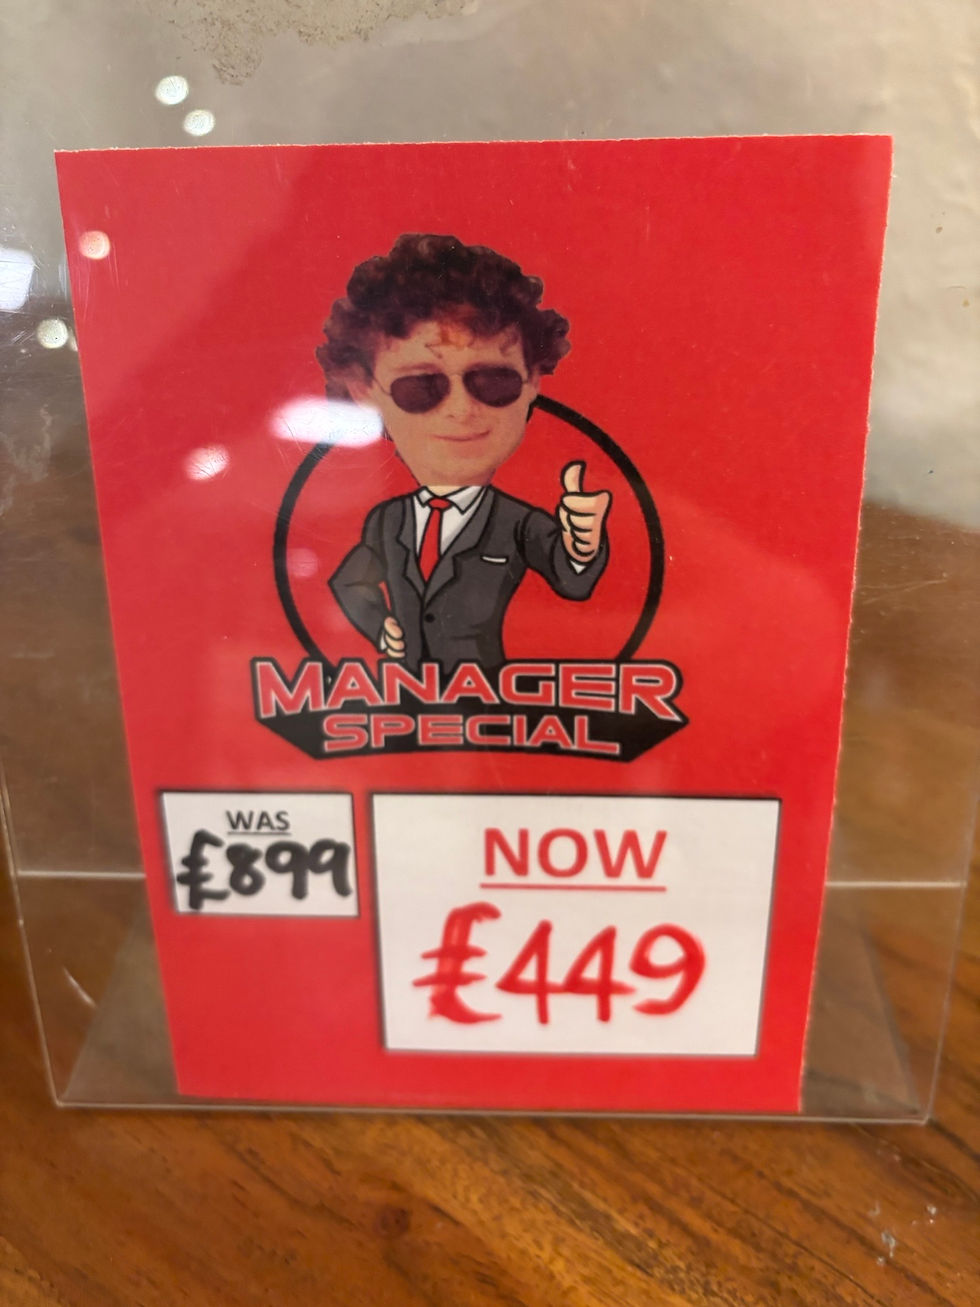 MANAGER
SPECIAL
WAS
£899
NOW
£449